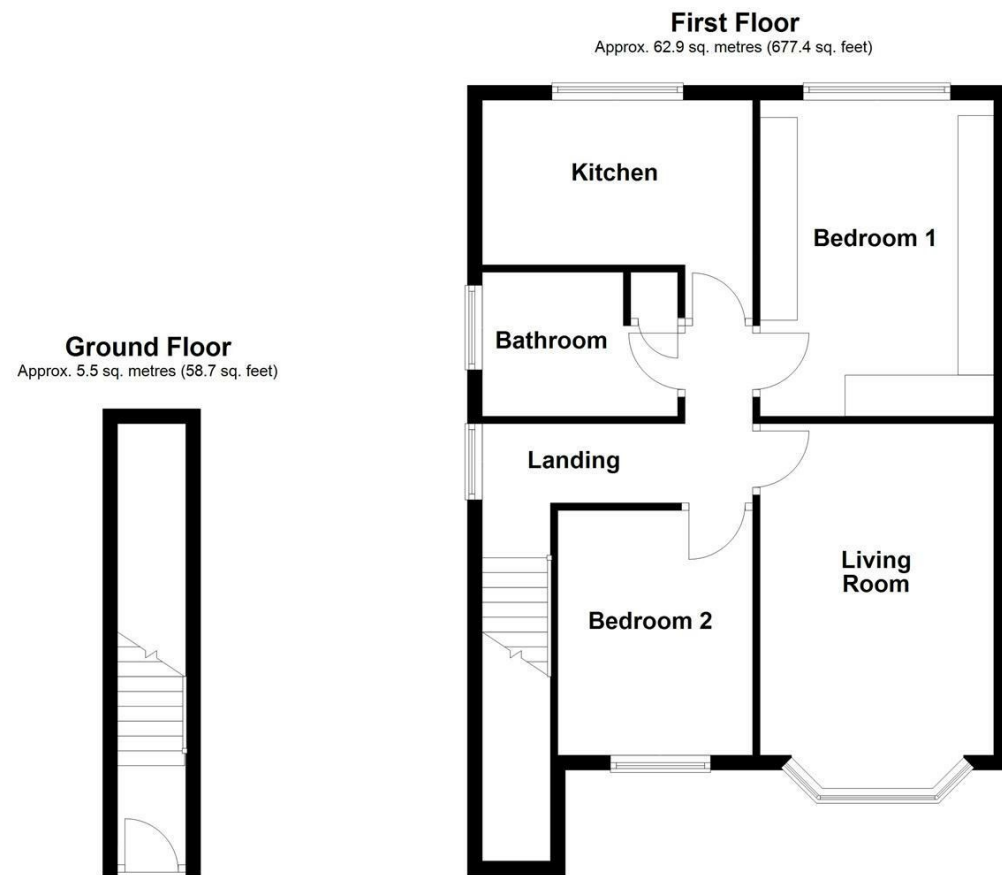 First Floor
Approx. 62.9 sq. metres (677.4 sq. feet)
Kitchen
Bedroom 1
Bathroom
Ground Floor
Approx. 5.5 sq. metres (58.7 sq. feet)
Landing
Living
Room
Bedroom 2